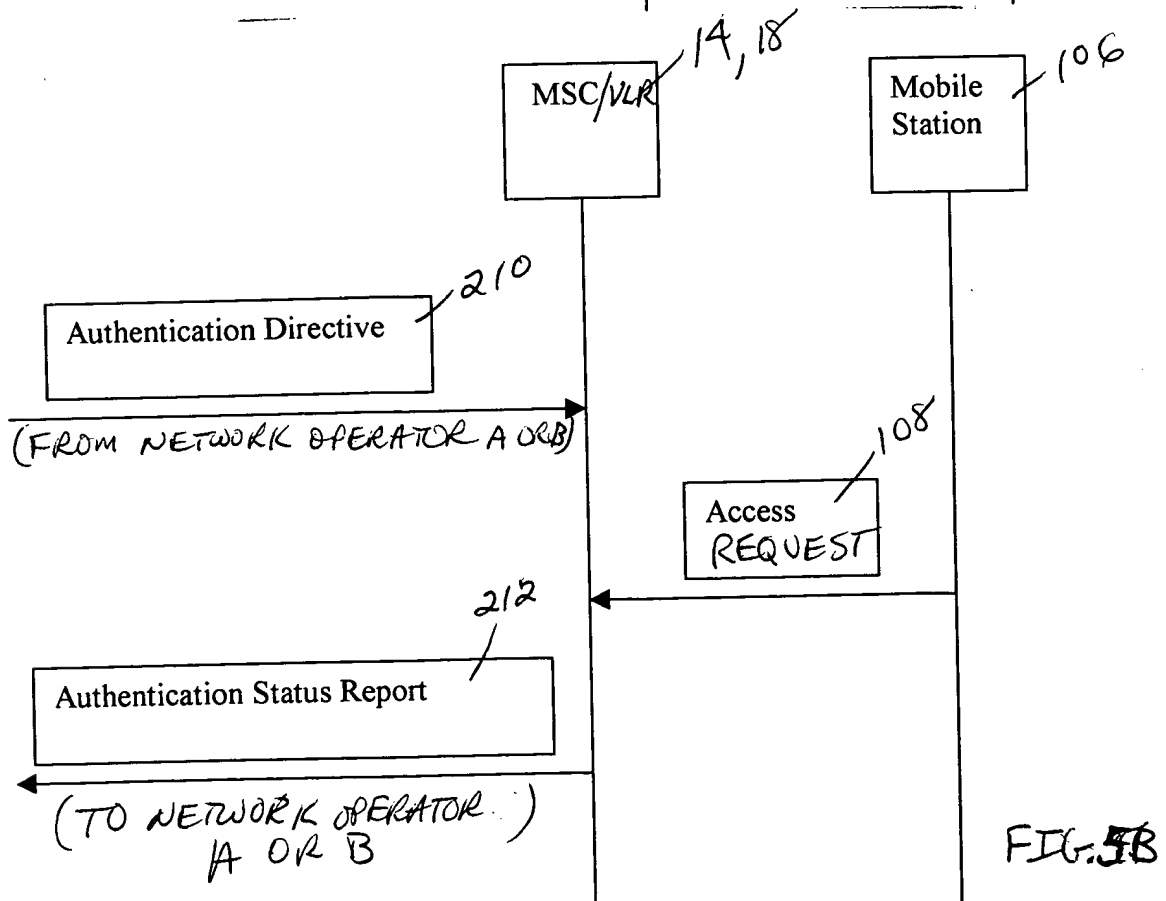 14, 18
106
MSC/VLR
Mobile
Station
210
Authentication Directive
(FROM NETWORK OPERATOR A OR B)
108
Access
REQUEST
212
Authentication Status Report
(TO NETWORK OPERATOR )
A OR B
FIG. 5B